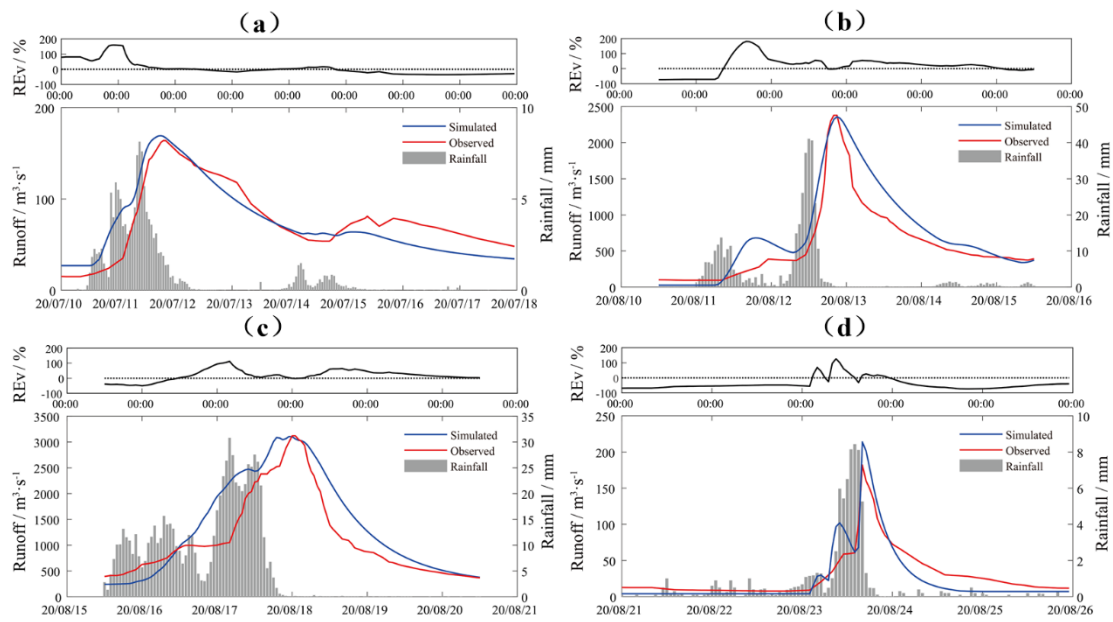 （a）
REv / %
200
100
0
-100
00:00 00:00 00:00 00:00 00:00 00:00 00:00 00:00 00:00
Runoff / m³·s⁻¹
200
100
0
Simulated
Observed
Rainfall
10
5
0
Rainfall / mm
20/07/10 20/07/11 20/07/12 20/07/13 20/07/14 20/07/15 20/07/16 20/07/17 20/07/18
（b）
REv / %
200
100
0
-100
00:00 00:00 00:00 00:00 00:00 00:00 00:00
Runoff / m³·s⁻¹
2500
2000
1500
1000
500
0
Simulated
Observed
Rainfall
50
40
30
20
10
0
Rainfall / mm
20/08/10 20/08/11 20/08/12 20/08/13 20/08/14 20/08/15 20/08/16
（c）
REv / %
200
100
0
-100
00:00 00:00 00:00 00:00 00:00 00:00 00:00
Runoff / m³·s⁻¹
3500
3000
2500
2000
1500
1000
500
0
Simulated
Observed
Rainfall
35
30
25
20
15
10
5
0
Rainfall / mm
20/08/15 20/08/16 20/08/17 20/08/18 20/08/19 20/08/20 20/08/21
（d）
REv / %
200
100
0
-100
00:00 00:00 00:00 00:00 00:00 00:00
Runoff / m³·s⁻¹
250
200
150
100
50
0
Simulated
Observed
Rainfall
10
8
6
4
2
0
Rainfall / mm
20/08/21 20/08/22 20/08/23 20/08/24 20/08/25 20/08/26